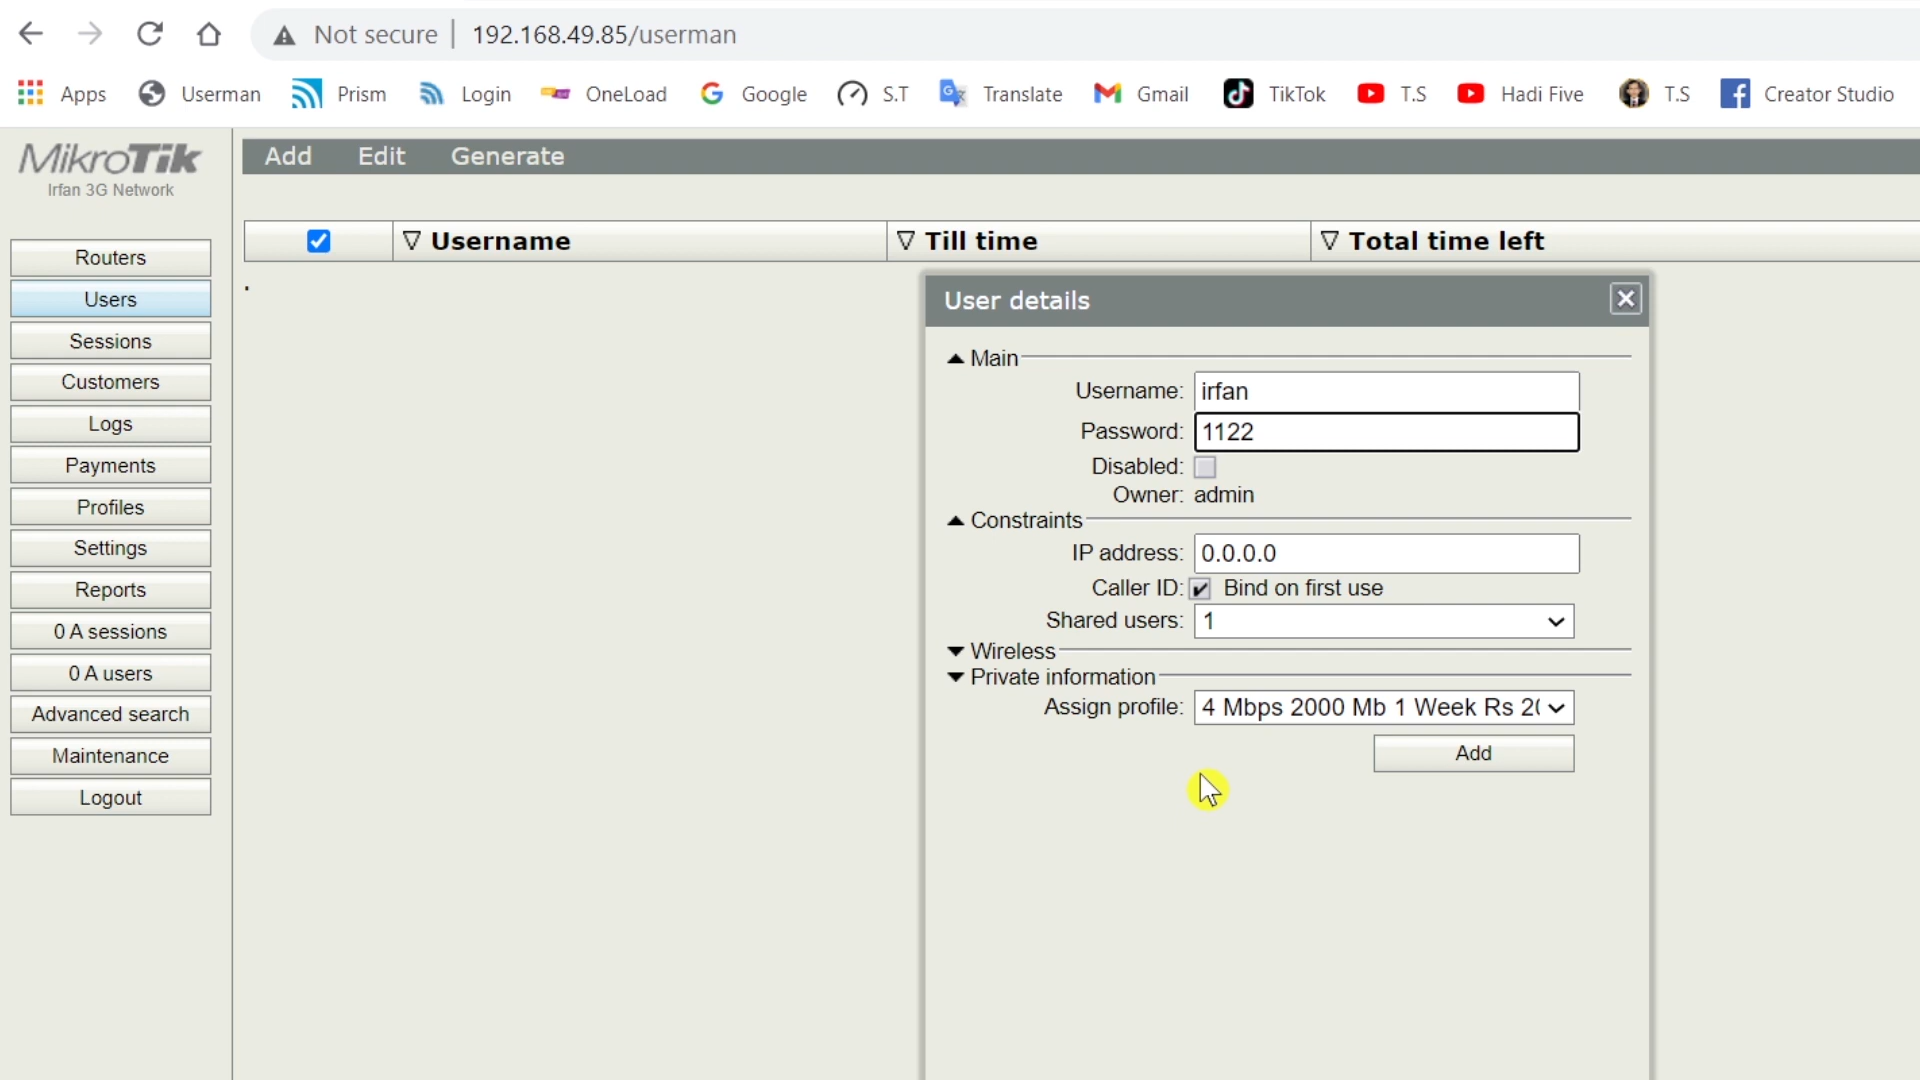 Not secure 192.168.49.85/userman
Apps Userman Prism Login OneLoad Google S.T Translate Gmail TikTok T.S Hadi Five T.S Creator Studio
MikroTik
Irfan 3G Network
Add Edit Generate
Username Till time Total time left
Routers
Users
Sessions
Customers
Logs
Payments
Profiles
Settings
Reports
0 A sessions
0 A users
Advanced search
Maintenance
Logout
User details
Main
Username: irfan
Password: 1122
Disabled:
Owner: admin
Constraints
IP address: 0.0.0.0
Caller ID: Bind on first use
Shared users: 1
Wireless
Private information
Assign profile: 4 Mbps 2000 Mb 1 Week Rs
Add